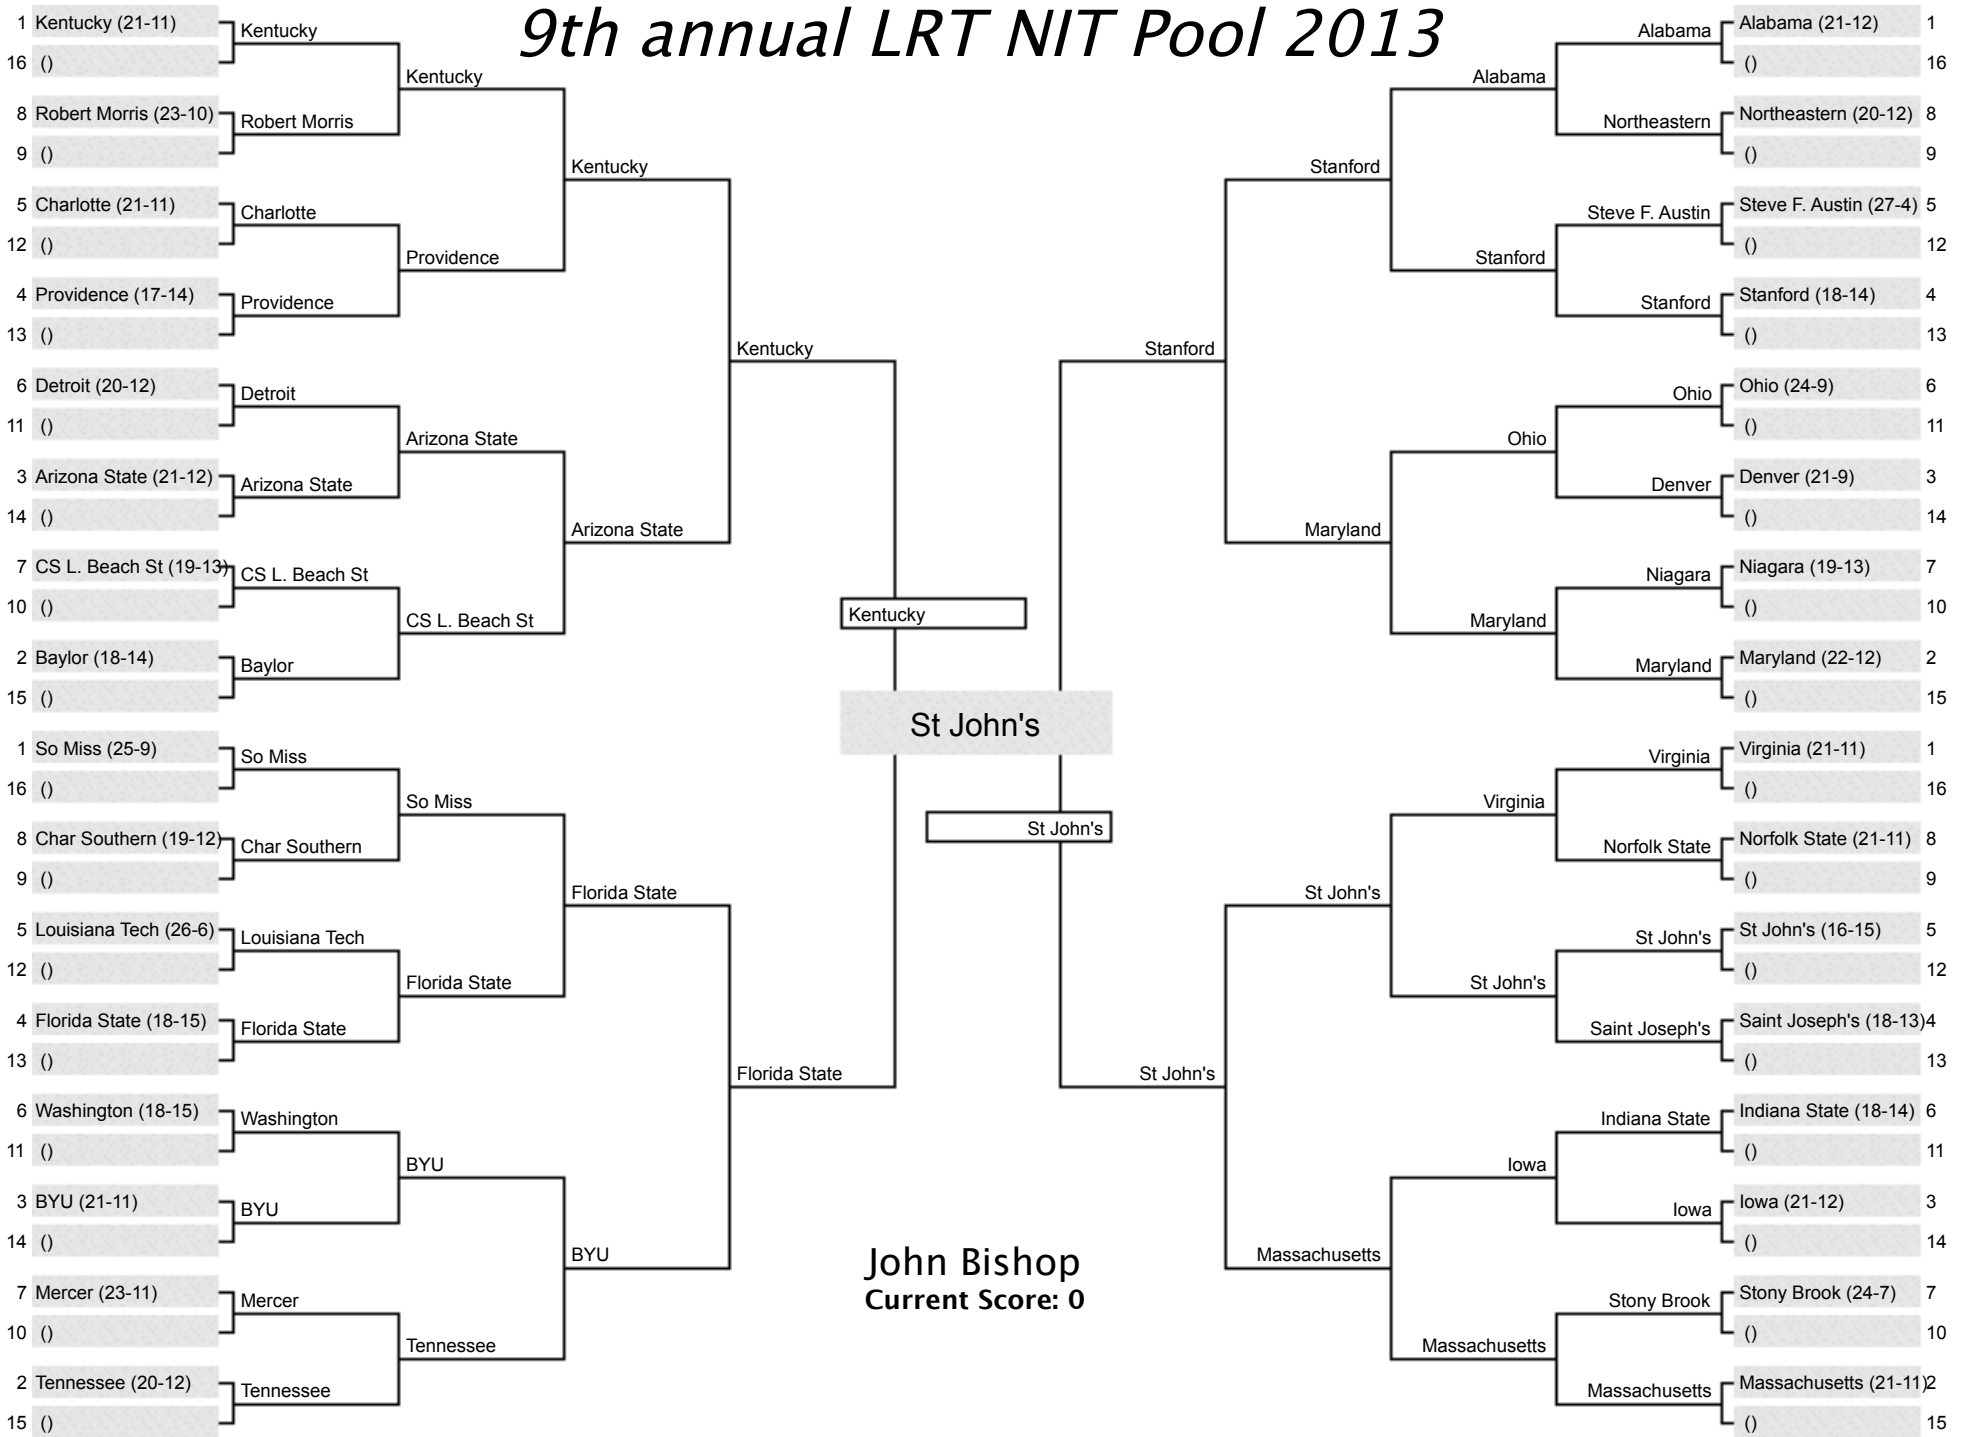 9th annual LRT NIT Pool 2013
1 Kentucky (21-11)
16 ()
8 Robert Morris (23-10)
9 ()
5 Charlotte (21-11)
12 ()
4 Providence (17-14)
13 ()
6 Detroit (20-12)
11 ()
3 Arizona State (21-12)
14 ()
7 CS L. Beach St (19-13)
10 ()
2 Baylor (18-14)
15 ()
1 So Miss (25-9)
16 ()
8 Char Southern (19-12)
9 ()
5 Louisiana Tech (26-6)
12 ()
4 Florida State (18-15)
13 ()
6 Washington (18-15)
11 ()
3 BYU (21-11)
14 ()
7 Mercer (23-11)
10 ()
2 Tennessee (20-12)
15 ()
Kentucky
Robert Morris
Charlotte
Providence
Detroit
Arizona State
CS L. Beach St
Baylor
So Miss
Char Southern
Louisiana Tech
Florida State
Washington
BYU
Mercer
Tennessee
Kentucky
Providence
Arizona State
CS L. Beach St
So Miss
Florida State
BYU
Tennessee
Kentucky
Arizona State
Florida State
BYU
Kentucky
Florida State
Kentucky
St John's
St John's
John Bishop
Current Score: 0
Stanford
St John's
Stanford
Maryland
St John's
Massachusetts
Alabama
Stanford
Ohio
Maryland
Virginia
St John's
Iowa
Massachusetts
Alabama
Northeastern
Steve F. Austin
Stanford
Ohio
Denver
Niagara
Maryland
Virginia
Norfolk State
St John's
Saint Joseph's
Indiana State
Iowa
Stony Brook
Massachusetts
Alabama (21-12) 1
() 16
Northeastern (20-12) 8
() 9
Steve F. Austin (27-4) 5
() 12
Stanford (18-14) 4
() 13
Ohio (24-9) 6
() 11
Denver (21-9) 3
() 14
Niagara (19-13) 7
() 10
Maryland (22-12) 2
() 15
Virginia (21-11) 1
() 16
Norfolk State (21-11) 8
() 9
St John's (16-15) 5
() 12
Saint Joseph's (18-13) 4
() 13
Indiana State (18-14) 6
() 11
Iowa (21-12) 3
() 14
Stony Brook (24-7) 7
() 10
Massachusetts (21-11) 2
() 15